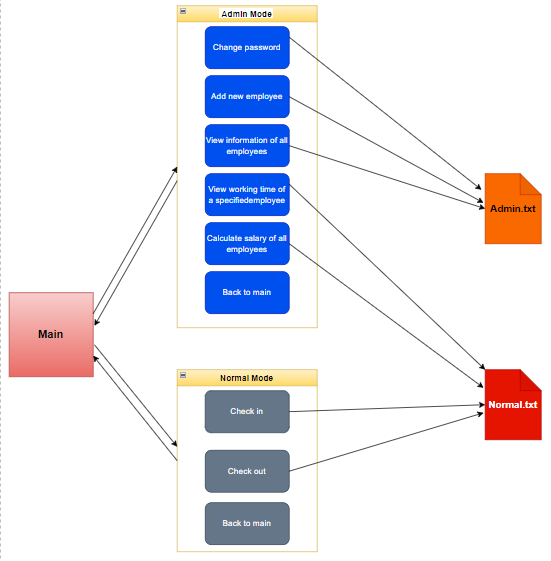 Admin Mode
Change password
Add new employee
View information of all
employees
View working time of
a specifiedemployee
Calculate salary of all
employees
Back to main
Admin.txt
Main
Normal Mode
Check in
Check out
Back to main
Normal.txt